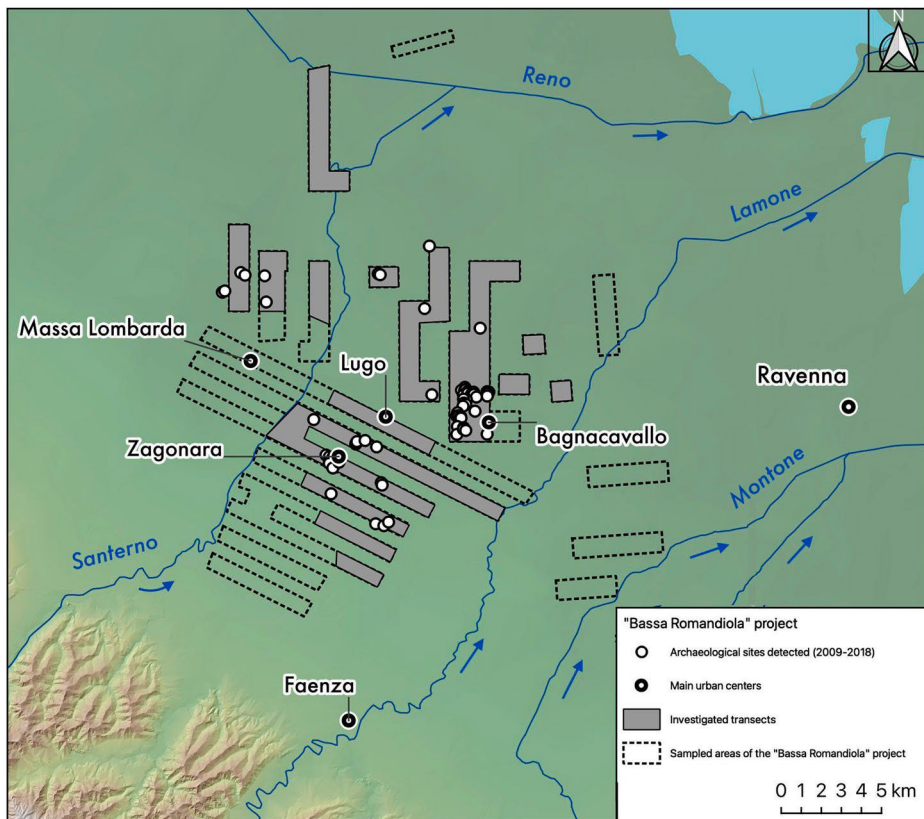 N
Reno
Lamone
Massa Lombarda
Lugo
Ravenna
Bagnacavallo
Zagonara
Montone
Santerno
Faenza
"Bassa Romandiola" project
Archaeological sites detected (2009-2018)
Main urban centers
Investigated transects
Sampled areas of the "Bassa Romandiola" project
0 1 2 3 4 5 km